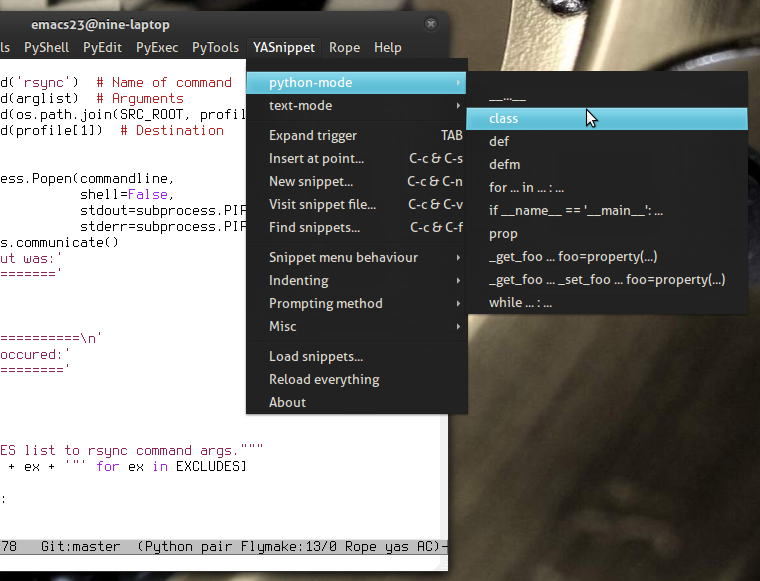 emacs23@nine-laptop
ls PyShell PyEdit PyExec PyTools YASnippet Rope Help
d('rsync')  # Name of command
d(arglist)  # Arguments
d(os.path.join(SRC_ROOT, profil
d(profile[1])  # Destination
ess.Popen(commandline,
shell=False,
stdout=subprocess.PIP
stderr=subprocess.PIP
s.communicate()
ut was:'
======='
==========\n'
occured:'
========'
ES list to rsync command args."""
+ ex + '"' for ex in EXCLUDES]
:
78 Git:master (Python pair Flymake:13/0 Rope yas AC)-
python-mode
text-mode
Expand trigger TAB
Insert at point... C-c & C-s
New snippet... C-c & C-n
Visit snippet file... C-c & C-v
Find snippets... C-c & C-f
Snippet menu behaviour
Indenting
Prompting method
Misc
Load snippets...
Reload everything
About
__...__
class
def
defm
for ... in ... : ...
if __name__ == '__main__': ...
prop
_get_foo ... foo=property(...)
_get_foo ... _set_foo ... foo=property(...)
while ... : ...